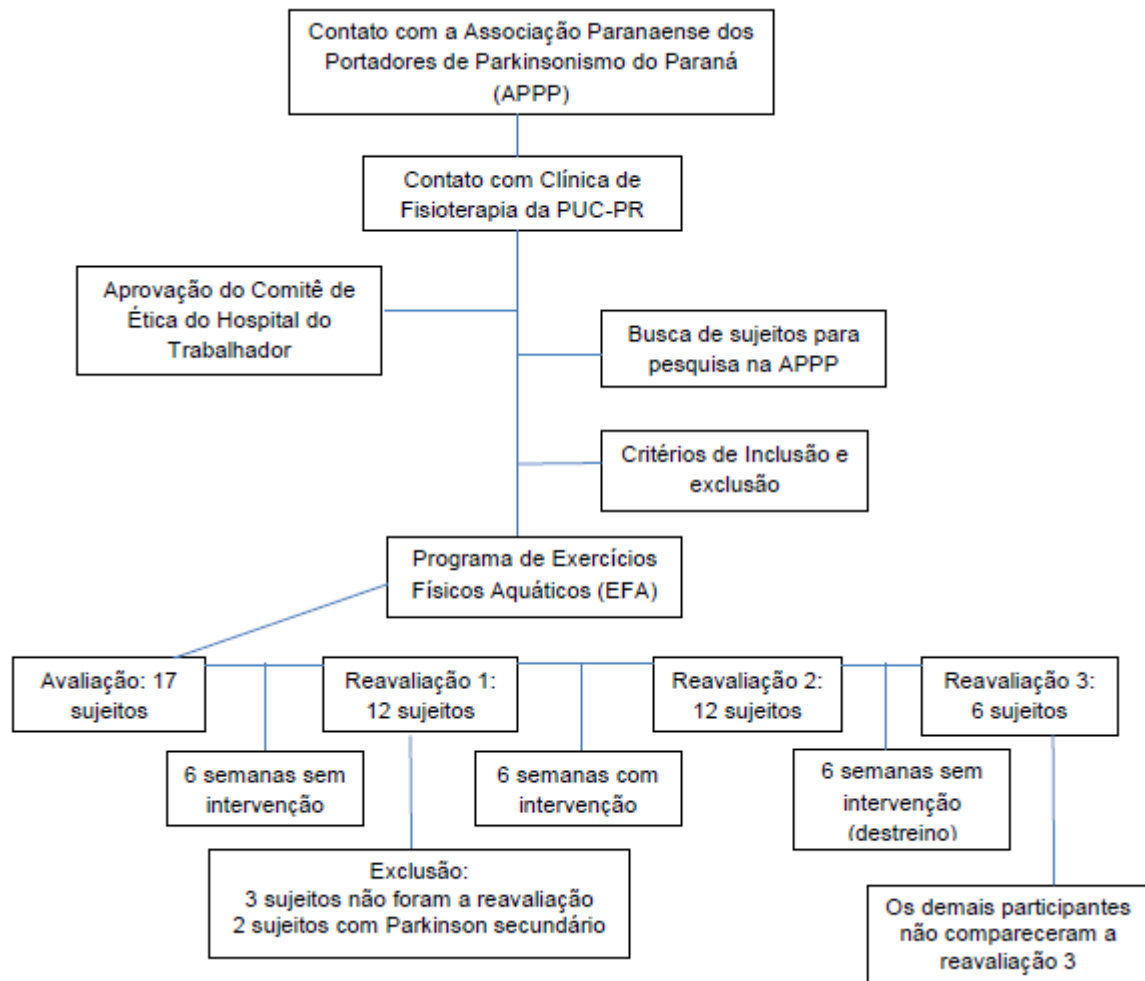 Contato com a Associação Paranaense dos
Portadores de Parkinsonismo do Paraná
(APPP)
Contato com Clínica de
Fisioterapia da PUC-PR
Aprovação do Comitê de
Ética do Hospital do
Trabalhador
Busca de sujeitos para
pesquisa na APPP
Critérios de Inclusão e
exclusão
Programa de Exercícios
Físicos Aquáticos (EFA)
Avaliação: 17
sujeitos
Reavaliação 1:
12 sujeitos
Reavaliação 2:
12 sujeitos
Reavaliação 3:
6 sujeitos
6 semanas sem
intervenção
6 semanas com
intervenção
6 semanas sem
intervenção
(destreino)
Exclusão:
3 sujeitos não foram a reavaliação
2 sujeitos com Parkinson secundário
Os demais participantes
não compareceram a
reavaliação 3